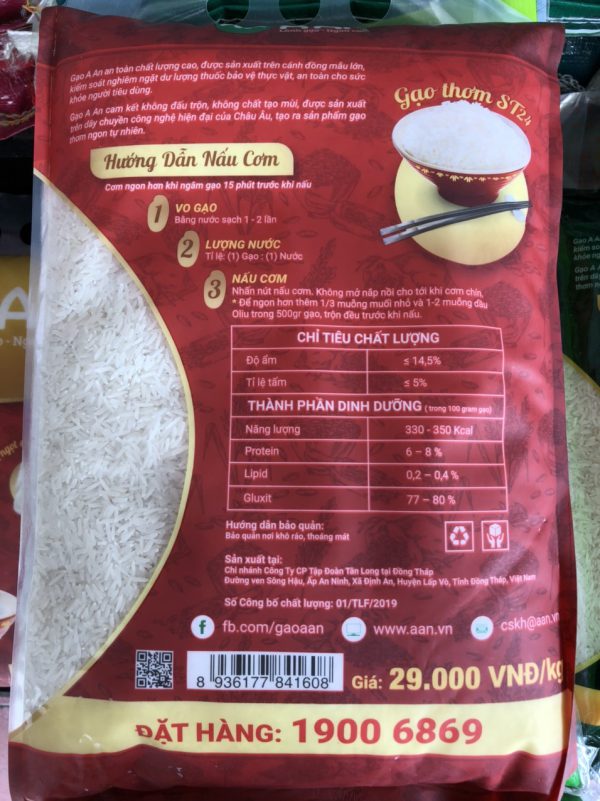 Gạo A An an toàn chất lượng cao, được sản xuất trên cánh đồng mẫu lớn,
kiểm soát nghiêm ngặt dư lượng thuốc bảo vệ thực vật, an toàn cho sức
khỏe người tiêu dùng.
Gạo A An cam kết không đấu trộn, không chất tạo mùi, được sản xuất
trên dây chuyền công nghệ hiện đại của Châu Âu, tạo ra sản phẩm gạo
thơm ngon tự nhiên.
Gạo thơm ST24
Hướng Dẫn Nấu Cơm
Cơm ngon hơn khi ngâm gạo 15 phút trước khi nấu
1 VO GẠO
Bằng nước sạch 1 - 2 lần
2 LƯỢNG NƯỚC
Tỉ lệ: (1) Gạo : (1) Nước
3 NẤU CƠM
Nhấn nút nấu cơm, Không mở nắp nồi cho tới khi cơm chín,
* Để ngon hơn thêm 1/3 muỗng muối nhỏ và 1-2 muỗng dầu
Oliu trong 500gr gạo, trộn đều trước khi nấu.
CHỈ TIÊU CHẤT LƯỢNG
Độ ẩm ≤ 14,5%
Tỉ lệ tấm ≤ 5%
THÀNH PHẦN DINH DƯỠNG ( trong 100 gram gạo)
Năng lượng 330 - 350 Kcal
Protein 6 – 8 %
Lipid 0,2 – 0,4 %
Gluxit 77 – 80 %
Hướng dẫn bảo quản:
Bảo quản nơi khô ráo, thoáng mát
Sản xuất tại:
Chi nhánh Công Ty CP Tập Đoàn Tân Long tại Đồng Tháp
Đường ven Sông Hậu, Ấp An Ninh, Xã Định An, Huyện Lấp Vò, Tỉnh Đồng Tháp, Việt Nam
Số Công bố chất lượng: 01/TLF/2019
fb.com/gaoaan www.aan.vn cskh@aan.vn
8 936177 841608
Giá: 29.000 VNĐ/kg
ĐẶT HÀNG: 1900 6869